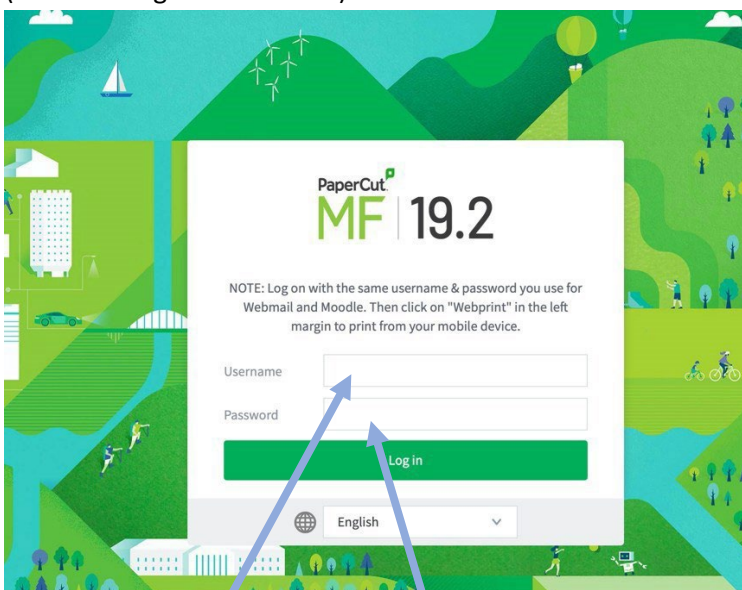 PaperCut
MF 19.2
NOTE: Log on with the same username & password you use for
Webmail and Moodle. Then click on "Webprint" in the left
margin to print from your mobile device.
Username
Password
Log in
English